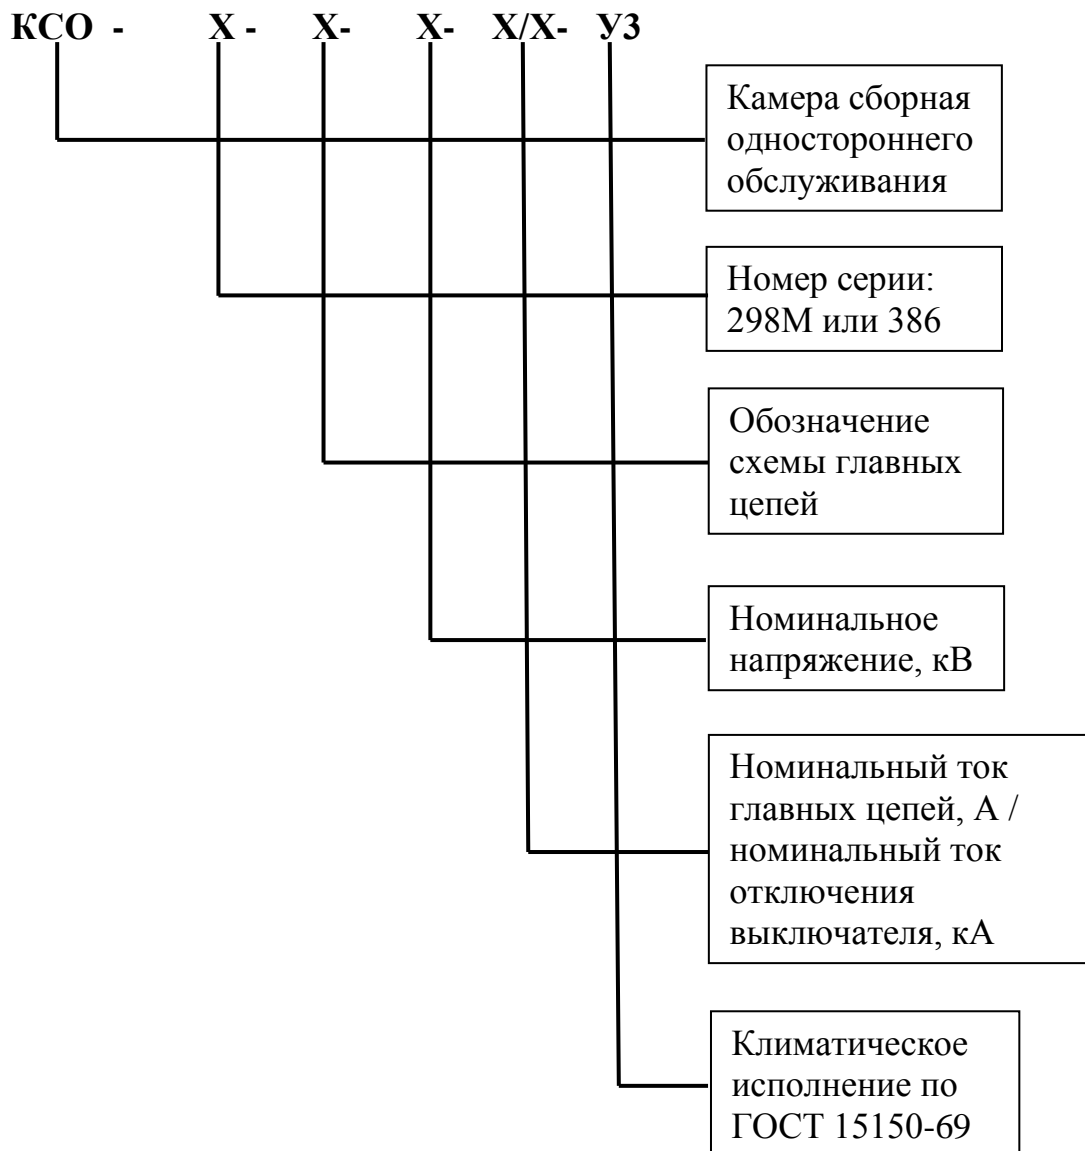 КСО - Х - Х- Х- Х/Х- У3
Камера сборная
одностороннего
обслуживания
Номер серии:
298М или 386
Обозначение
схемы главных
цепей
Номинальное
напряжение, кВ
Номинальный ток
главных цепей, А /
номинальный ток
отключения
выключателя, кА
Климатическое
исполнение по
ГОСТ 15150-69